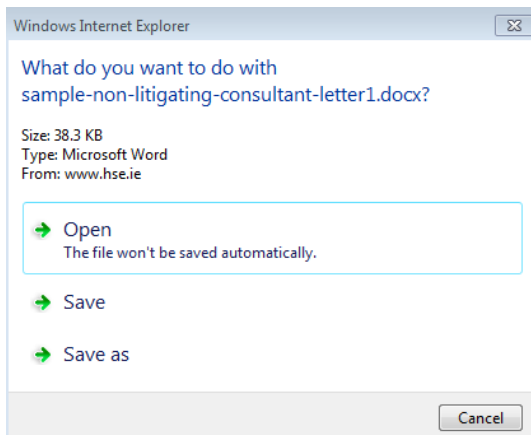 Windows Internet Explorer
What do you want to do with
sample-non-litigating-consultant-letter1.docx?
Size: 38.3 KB
Type: Microsoft Word
From: www.hse.ie
Open
The file won't be saved automatically.
Save
Save as
Cancel